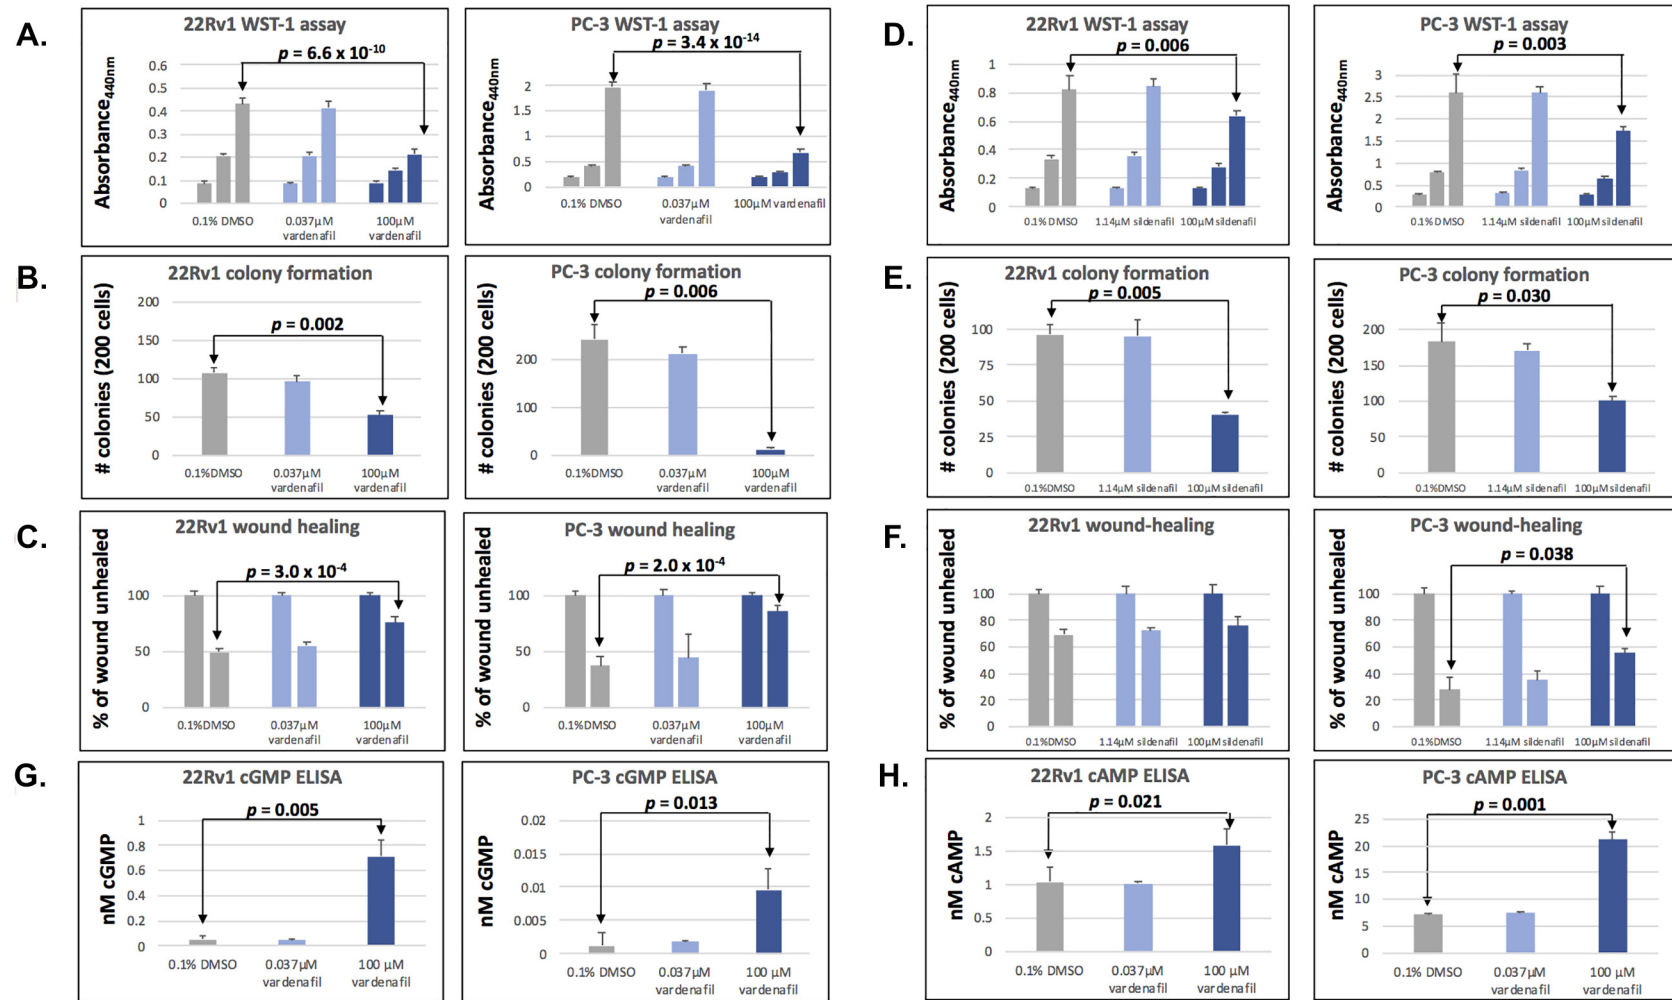 A.
22Rv1 WST-1 assay
p = 6.6 x 10-10
Absorbance440nm
0.6
0.5
0.4
0.3
0.2
0.1
0
0.1% DMSO
0.037µM vardenafil
100µM vardenafil
PC-3 WST-1 assay
p = 3.4 x 10-14
Absorbance440nm
2
1.5
1
0.5
0
0.1% DMSO
0.037µM vardenafil
100µM vardenafil
D.
22Rv1 WST-1 assay
p = 0.006
Absorbance440nm
1
0.8
0.6
0.4
0.2
0
0.1% DMSO
1.14µM sildenafil
100µM sildenafil
PC-3 WST-1 assay
p = 0.003
Absorbance440nm
3
2.5
2
1.5
1
0.5
0
0.1% DMSO
1.14µM sildenafil
100µM sildenafil
B.
22Rv1 colony formation
p = 0.002
# colonies (200 cells)
200
150
100
50
0
0.1%DMSO
0.037µM vardenafil
100µM vardenafil
PC-3 colony formation
p = 0.006
# colonies (200 cells)
200
100
0
0.1%DMSO
0.037µM vardenafil
100µM vardenafil
E.
22Rv1 colony formation
p = 0.005
# colonies (200 cells)
100
75
50
25
0
0.1%DMSO
1.14µM sildenafil
100µM sildenafil
PC-3 colony formation
p = 0.030
# colonies (200 cells)
200
150
100
50
0
0.1%DMSO
1.14µM sildenafil
100µM sildenafil
C.
22Rv1 wound healing
p = 3.0 x 10-4
% of wound unhealed
100
50
0
0.1%DMSO
0.037µM vardenafil
100µM vardenafil
PC-3 wound healing
p = 2.0 x 10-4
% of wound unhealed
100
50
0
0.1%DMSO
0.037µM vardenafil
100µM vardenafil
F.
22Rv1 wound-healing
% of wound unhealed
100
80
60
40
20
0
0.1%DMSO
1.14µM sildenafil
100µM sildenafil
PC-3 wound-healing
p = 0.038
% of wound unhealed
100
80
60
40
20
0
0.1%DMSO
1.14µM sildenafil
100µM sildenafil
G.
22Rv1 cGMP ELISA
p = 0.005
nM cGMP
1
0.8
0.6
0.4
0.2
0
0.1% DMSO
0.037µM vardenafil
100 µM vardenafil
PC-3 cGMP ELISA
p = 0.013
nM cGMP
0.02
0.015
0.01
0.005
0
0.1% DMSO
0.037µM vardenafil
100 µM vardenafil
H.
22Rv1 cAMP ELISA
p = 0.021
nM cAMP
2
1.5
1
0.5
0
0.1% DMSO
0.037µM vardenafil
100 µM vardenafil
PC-3 cAMP ELISA
p = 0.001
nM cAMP
25
20
15
10
5
0
0.1% DMSO
0.037µM vardenafil
100 µM vardenafil